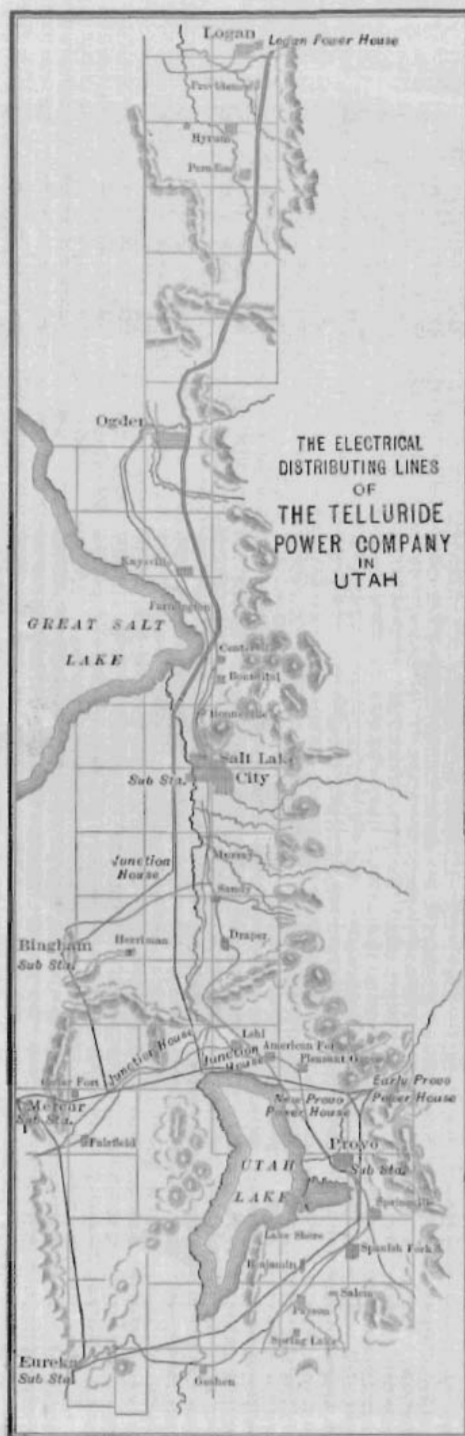 Logan
Logan Power House
Providence
Hyrum
Paradise
Ogden
THE ELECTRICAL
DISTRIBUTING LINES
OF
THE TELLURIDE
POWER COMPANY
IN
UTAH
Kaysville
Farmington
GREAT SALT
LAKE
Centerville
Bountiful
Salt Lake
City
Sub Sta.
Murray
Junction
House
Sandy
Bingham
Sub Sta.
Herriman
Draper
Lehi
American Fork
Pleasant Grove
Junction House
Junction
House
Cedar Fort
Early Provo
Power House
New Provo
Power House
Mercur
Sub Sta.
Fairfield
Provo
Sub Sta.
UTAH
LAKE
Springville
Lake Shore
Spanish Fork
Benjamin
Salem
Payson
Spring Lake
Eureka
Sub Sta.
Goshen